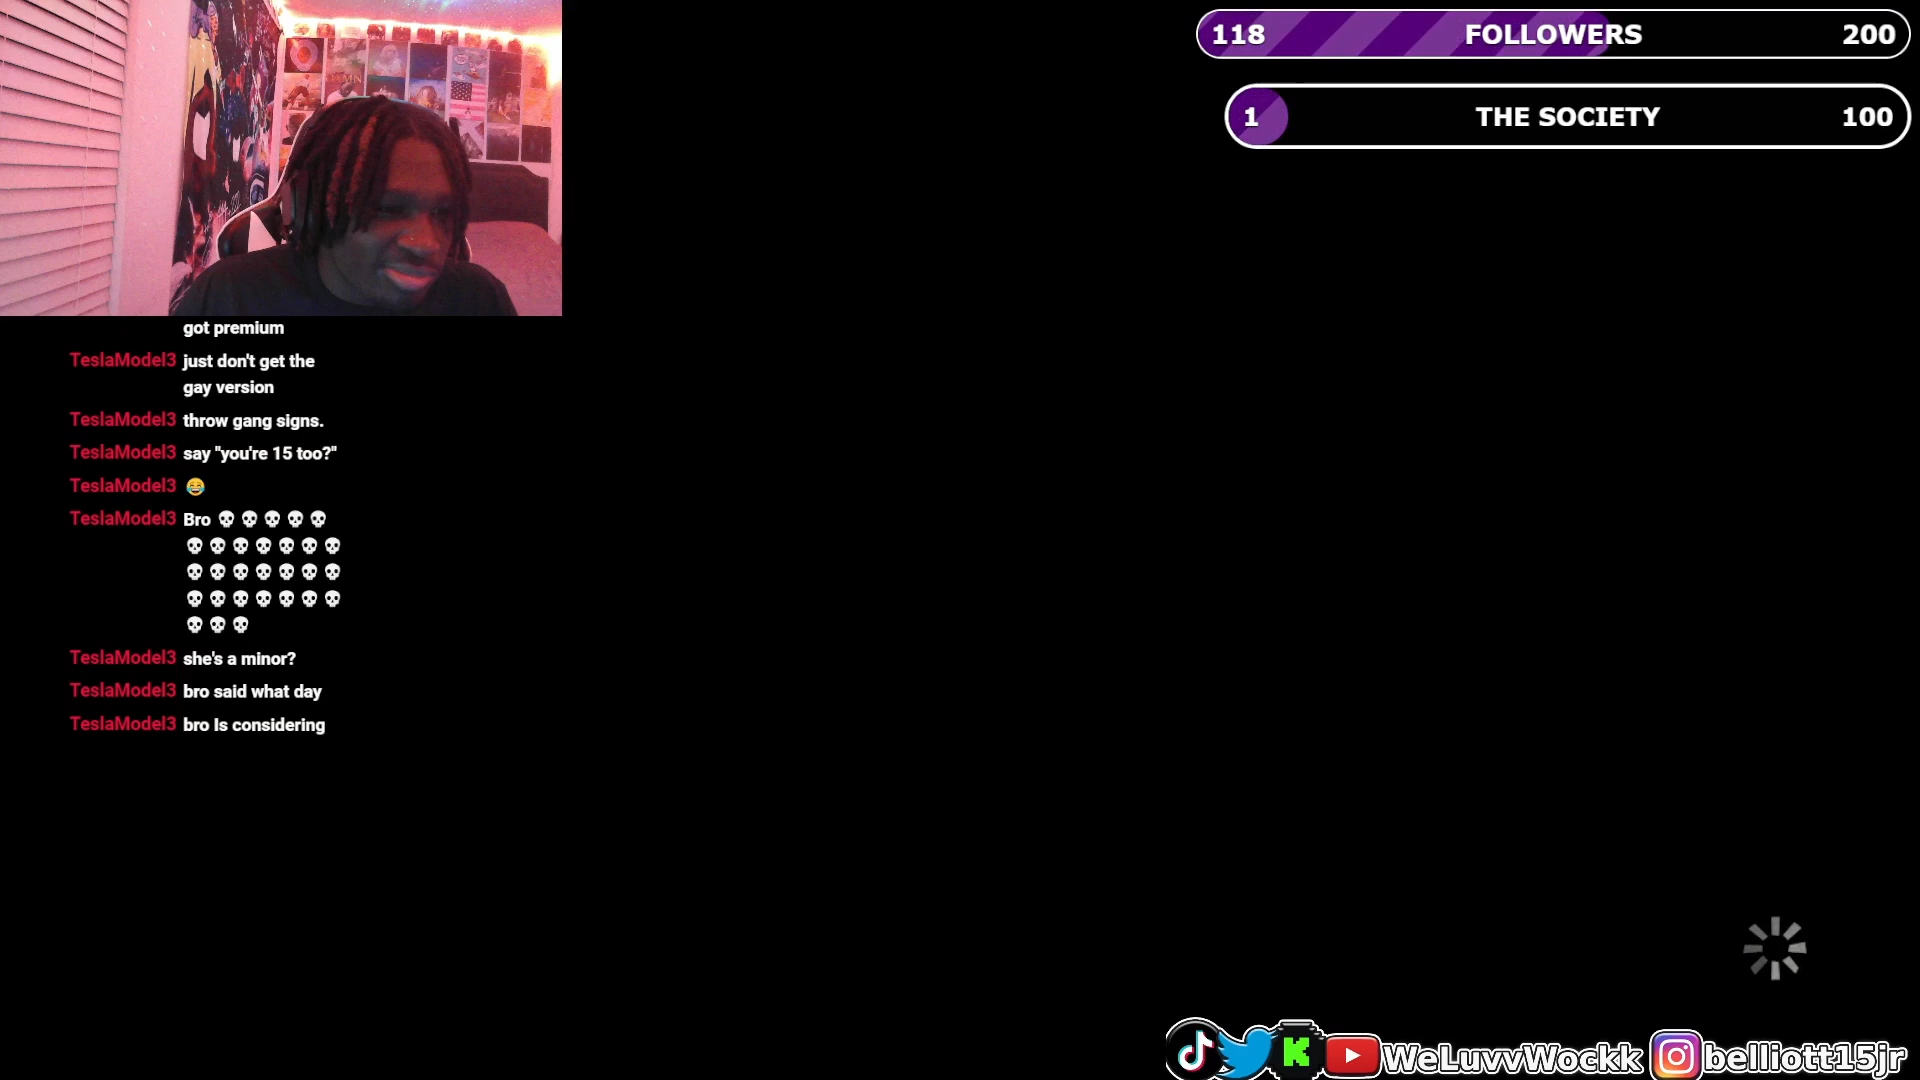 118 FOLLOWERS 200
1 THE SOCIETY 100
got premium
TeslaModel3 just don't get the
gay version
TeslaModel3 throw gang signs.
TeslaModel3 say "you're 15 too?"
TeslaModel3 😂
TeslaModel3 Bro 💀 💀 💀 💀 💀
💀 💀 💀 💀 💀 💀 💀
💀 💀 💀 💀 💀 💀 💀
💀 💀 💀 💀 💀 💀 💀
💀 💀 💀
TeslaModel3 she's a minor?
TeslaModel3 bro said what day
TeslaModel3 bro Is considering
WeLuvvWockk belliott15jr